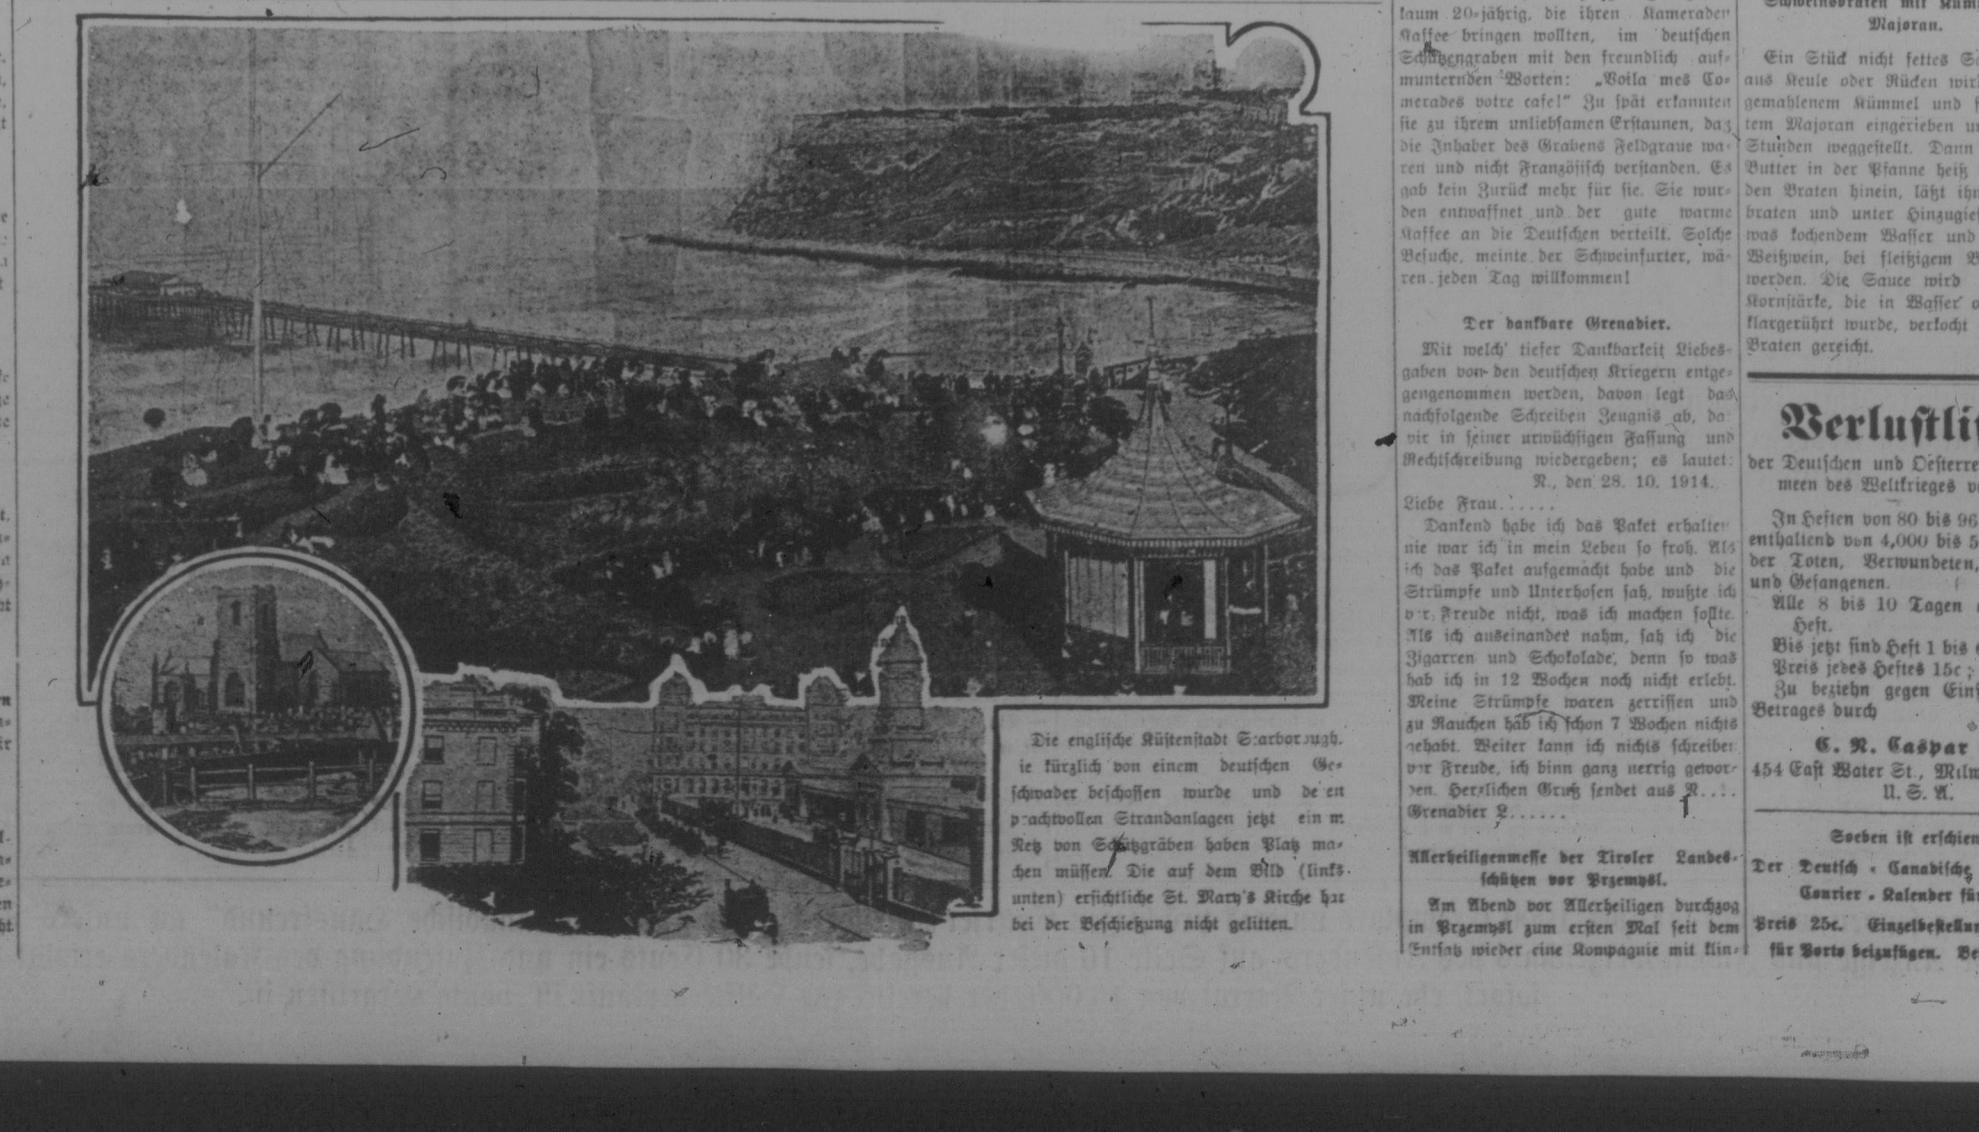 Die englische Küstenstadt Scarborough.
ie kürzlich von einem deutschen Ge-
schwader beschossen wurde und de en
prachtvollen Strandanlagen jetzt einem
Netz von Schützgräben haben Platz ma-
chen müssen. Die auf dem Bild (links
unten) ersichtliche St. Mary's Kirche hat
bei der Beschießung nicht gelitten.
kaum 20-jährig, die ihren Kameraden
Kaffee bringen wollten, im deutschen
Schützengraben mit den freundlich auf-
munternden Worten: „Voila mes Co-
merades votre cafe!" Zu spät erkannten
sie zu ihrem unliebsamen Erstaunen, daß
die Inhaber des Grabens Feldgraue wa-
ren und nicht Französisch verstanden. Es
gab kein Zurück mehr für sie. Sie wur-
den entwaffnet und der gute warme
Kaffee an die Deutschen verteilt. Solche
Besuche, meinte der Schweinfurter, wä-
ren jeden Tag willkommen!
Der dankbare Grenadier.
Mit welch' tiefer Dankbarkeit Liebes-
gaben von den deutschen Kriegern entge-
gengenommen werden, davon legt das
nachfolgende Schreiben Zeugnis ab, da
wir in seiner urwüchsigen Fassung und
Rechtschreibung wiedergeben; es lautet:
N., den 28. 10. 1914.
Liebe Frau......
Dankend habe ich das Paket erhalten
nie war ich in mein Leben so froh. Als
ich das Paket aufgemacht habe und die
Strümpfe und Unterhosen sah, wußte ich
vor Freude nicht, was ich machen sollte.
Als ich auseinander nahm, sah ich die
Zigarren und Schokolade, denn so was
hab ich in 12 Wochen noch nicht erlebt.
Meine Strümpfe waren zerrissen und
zu Rauchen hab ich schon 7 Wochen nichts
gehabt. Weiter kann ich nichts schreiben
vor Freude, ich binn ganz nerrig gewor-
den. Herzlichen Gruß sendet aus N....
Grenadier L......
Allerheiligenmesse der Tiroler Landes-
schützen vor Przemysl.
Am Abend vor Allerheiligen durchzog
in Przemysl zum ersten Mal seit dem
Entsatz wieder eine Kompagnie mit klin-
Schweinsbraten mit Küm
Majoran.
Ein Stück nicht fettes S
aus Keule oder Rücken wir
gemahlenem Kümmel und
tem Majoran eingerieben un
Stunden weggestellt. Dann
Butter in der Pfanne heiß
den Braten hinein, läßt ihn
braten und unter Hinzugie
was kochendem Wasser und
Weißwein, bei fleißigem B
werden. Die Sauce wird
Kornstärke, die in Wasser o
klargerührt wurde, verkocht
Braten gereicht.
Verlustli
der Deutschen und Oesterre
meen des Weltkrieges v
In Heften von 80 bis 96
enthaltend von 4,000 bis 5
der Toten, Verwundeten,
und Gefangenen.
Alle 8 bis 10 Tagen
Heft.
Bis jetzt sind Heft 1 bis
Preis jedes Heftes 15c;
Zu beziehn gegen Ein
Betrages durch
C. N. Caspar
454 East Water St., Milw
U. S. A.
Soeben ist erschien
Der Deutsch-Canadische
Courier-Kalender fü
Preis 25c. Einzelbestellun
für Porto beizufügen. Be